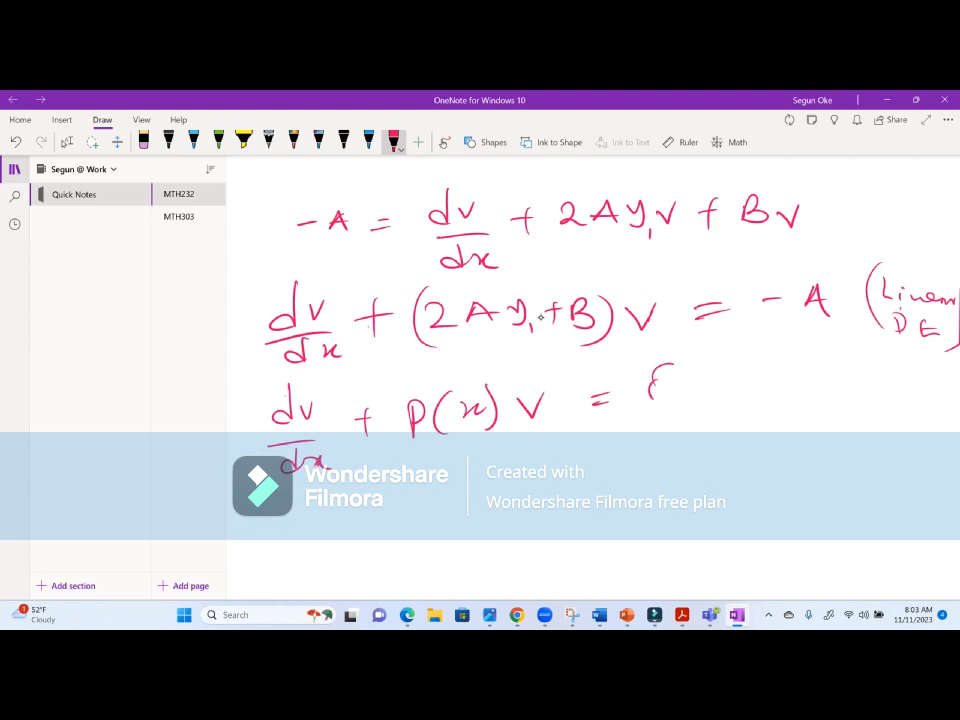 OneNote for Windows 10
Segun Oke
Home Insert Draw View Help
Share
Shapes Ink to Shape Ink to Text Ruler Math
Segun @ Work
Quick Notes
MTH232
MTH303
-A = dv/dx + 2Ay₁v + Bv
dv/dx + (2Ay₁+B)v = -A (Linear
DE
dv/dx + P(x)v =
Wondershare
Filmora
Created with
Wondershare Filmora free plan
Add section
Add page
1
52°F
Cloudy
Search
8:03 AM
11/11/2023
4